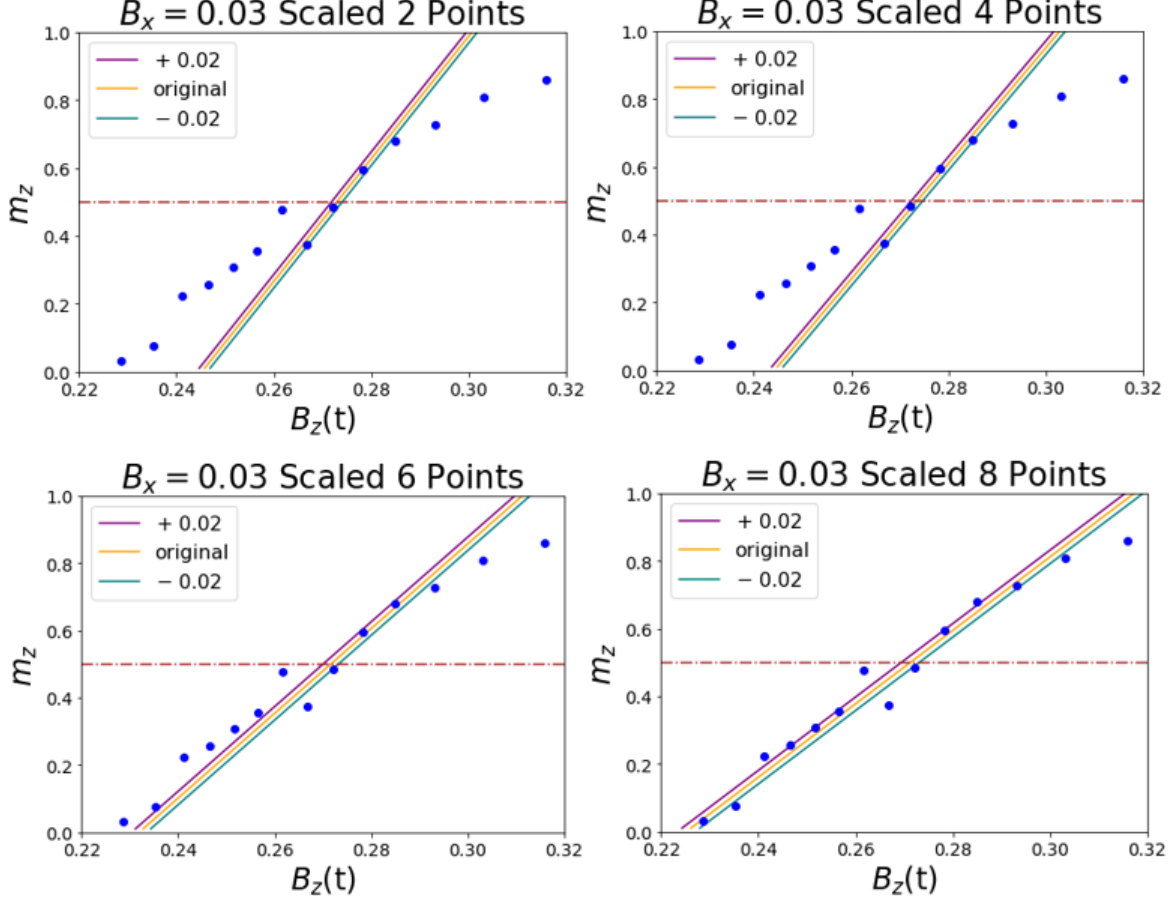 B_x = 0.03 Scaled 2 Points
1.0
0.8
0.6
0.4
0.2
0.0
m_z
+ 0.02
original
− 0.02
0.22 0.24 0.26 0.28 0.30 0.32
B_z(t)
B_x = 0.03 Scaled 4 Points
1.0
0.8
0.6
0.4
0.2
0.0
m_z
+ 0.02
original
− 0.02
0.22 0.24 0.26 0.28 0.30 0.32
B_z(t)
B_x = 0.03 Scaled 6 Points
1.0
0.8
0.6
0.4
0.2
0.0
m_z
+ 0.02
original
− 0.02
0.22 0.24 0.26 0.28 0.30 0.32
B_z(t)
B_x = 0.03 Scaled 8 Points
1.0
0.8
0.6
0.4
0.2
0.0
m_z
+ 0.02
original
− 0.02
0.22 0.24 0.26 0.28 0.30 0.32
B_z(t)